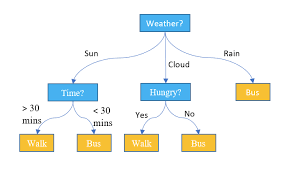 Weather?
Sun
Cloud
Rain
Time?
Hungry?
Bus
> 30
mins
< 30
mins
Yes
No
Walk
Bus
Walk
Bus